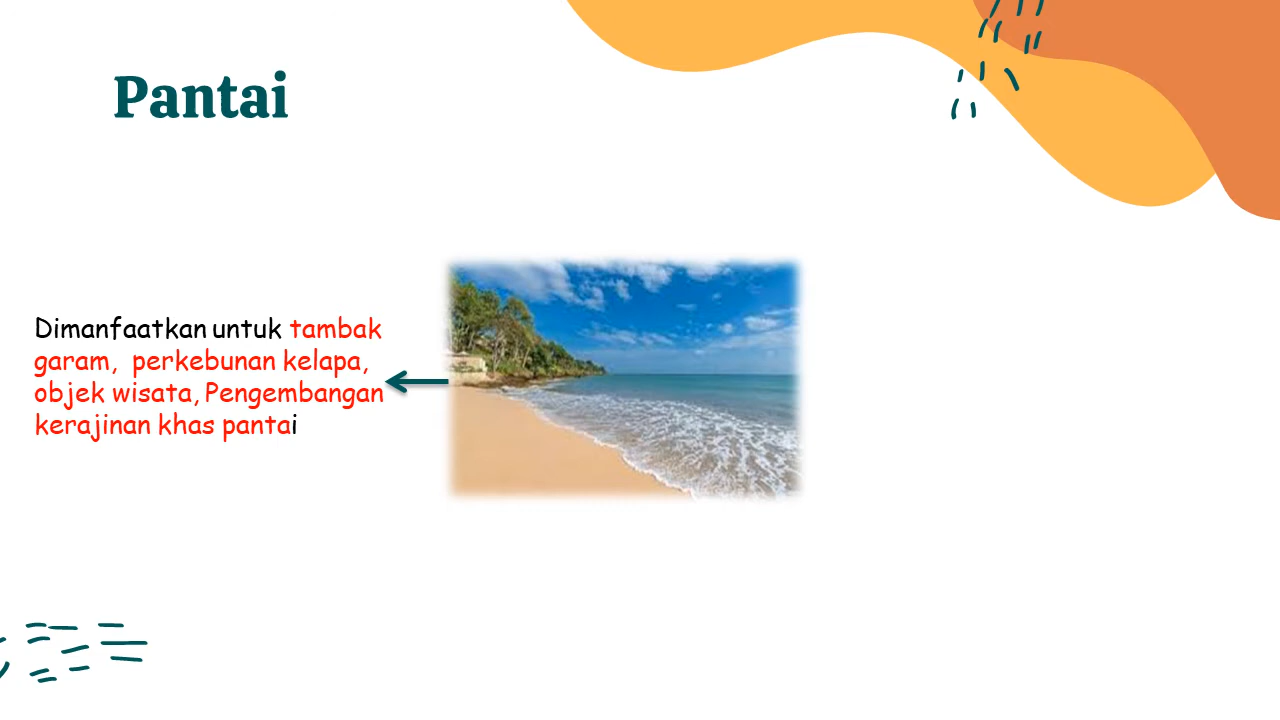 Pantai
Dimanfaatkan untuk tambak
garam,  perkebunan kelapa,
objek wisata, Pengembangan
kerajinan khas pantai